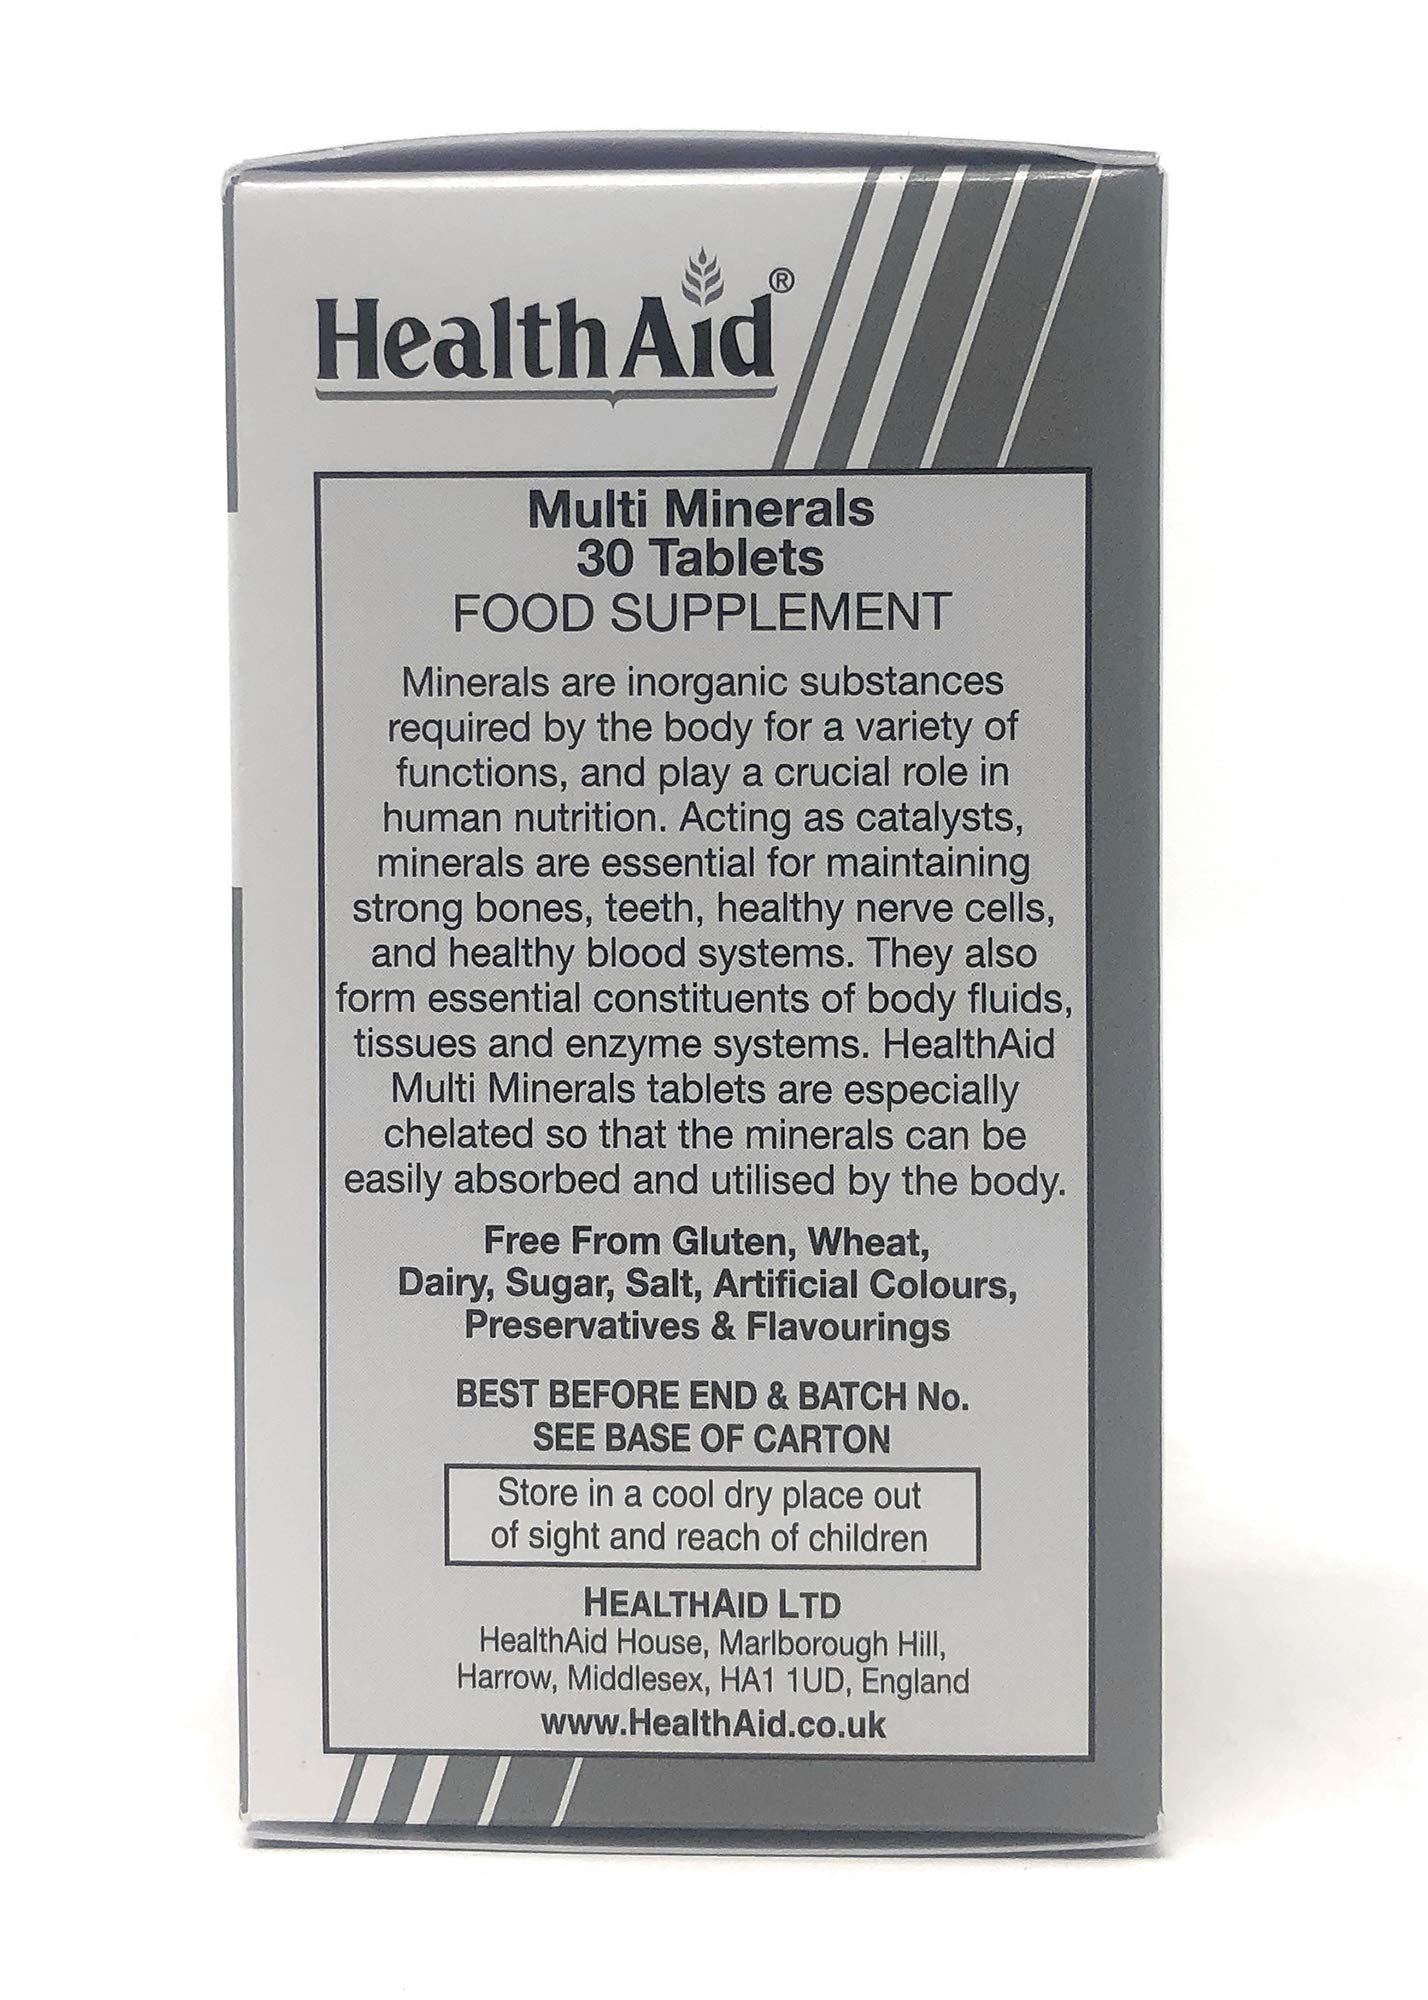 HealthAid®
Multi Minerals
30 Tablets
FOOD SUPPLEMENT
Minerals are inorganic substances
required by the body for a variety of
functions, and play a crucial role in
human nutrition. Acting as catalysts,
minerals are essential for maintaining
strong bones, teeth, healthy nerve cells,
and healthy blood systems. They also
form essential constituents of body fluids,
tissues and enzyme systems. HealthAid
Multi Minerals tablets are especially
chelated so that the minerals can be
easily absorbed and utilised by the body.
Free From Gluten, Wheat,
Dairy, Sugar, Salt, Artificial Colours,
Preservatives & Flavourings
BEST BEFORE END & BATCH No.
SEE BASE OF CARTON
Store in a cool dry place out
of sight and reach of children
HEALTHAID LTD
HealthAid House, Marlborough Hill,
Harrow, Middlesex, HA1 1UD, England
www.HealthAid.co.uk